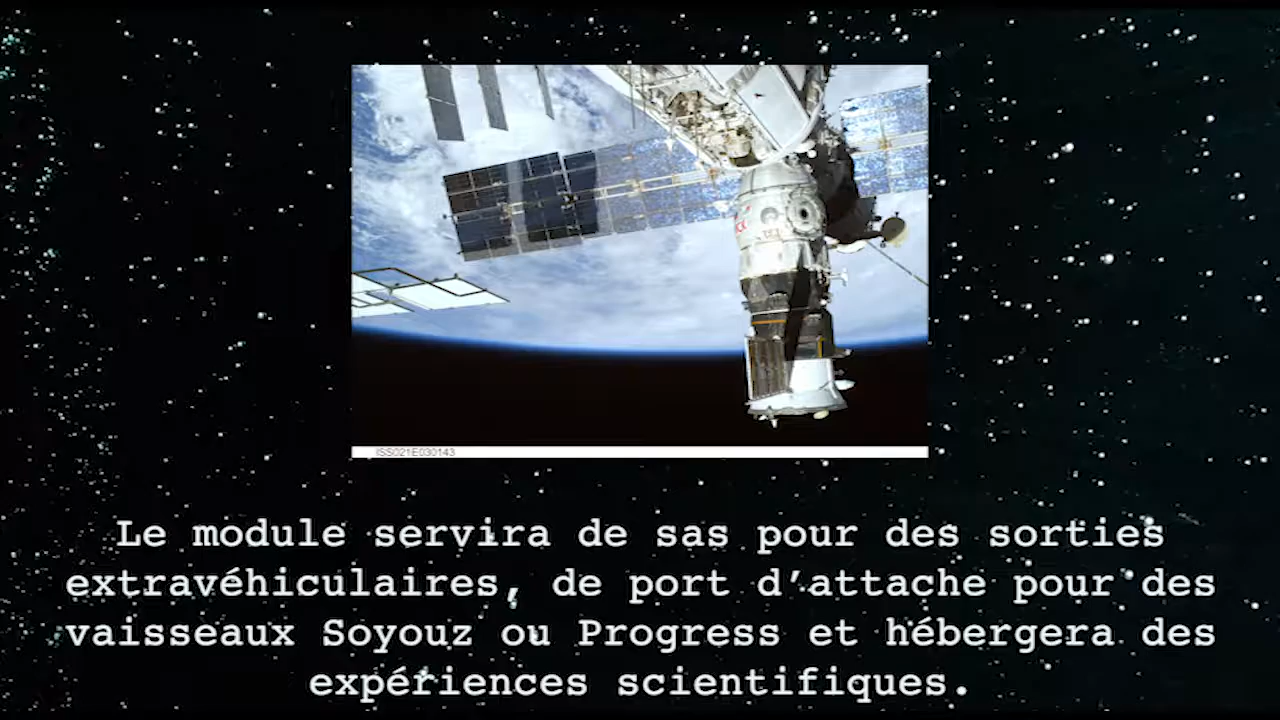 ISS021E030143
Le module servira de sas pour des sorties
extravéhiculaires, de port d’attache pour des
vaisseaux Soyouz ou Progress et hébergera des
expériences scientifiques.